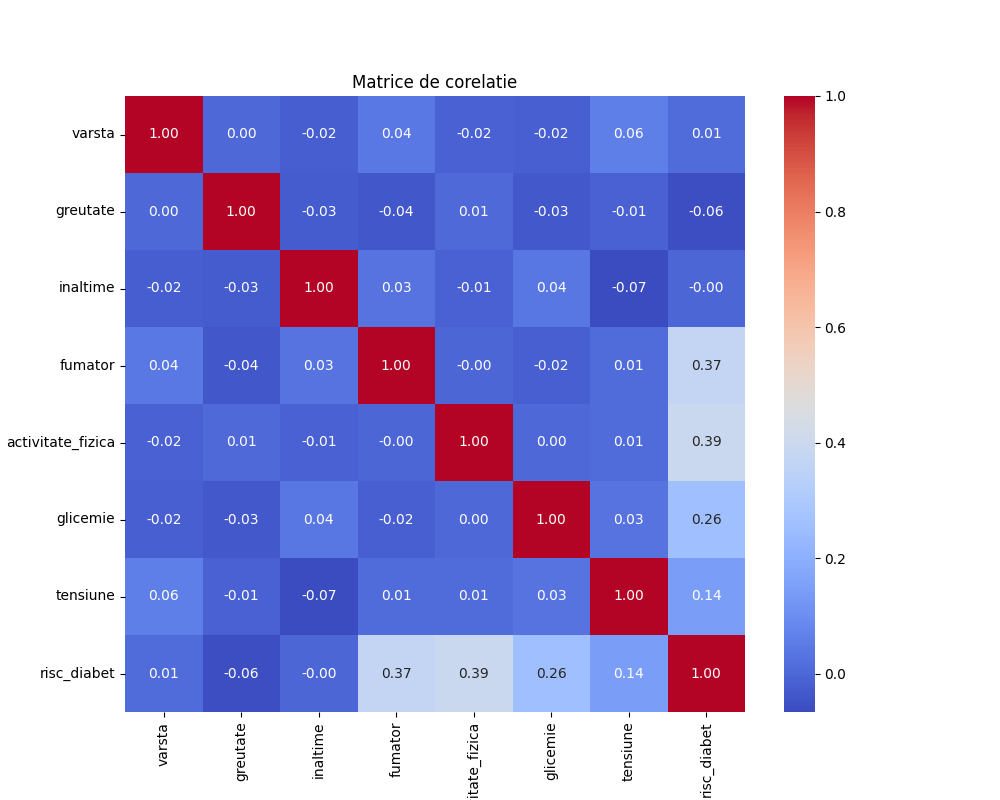 Matrice de corelatie
varsta 1.00 0.00 -0.02 0.04 -0.02 -0.02 0.06 0.01
greutate 0.00 1.00 -0.03 -0.04 0.01 -0.03 -0.01 -0.06
inaltime -0.02 -0.03 1.00 0.03 -0.01 0.04 -0.07 -0.00
fumator 0.04 -0.04 0.03 1.00 -0.00 -0.02 0.01 0.37
activitate_fizica -0.02 0.01 -0.01 -0.00 1.00 0.00 0.01 0.39
glicemie -0.02 -0.03 0.04 -0.02 0.00 1.00 0.03 0.26
tensiune 0.06 -0.01 -0.07 0.01 0.01 0.03 1.00 0.14
risc_diabet 0.01 -0.06 -0.00 0.37 0.39 0.26 0.14 1.00
varsta
greutate
inaltime
fumator
itate_fizica
glicemie
tensiune
risc_diabet
1.0
0.8
0.6
0.4
0.2
0.0